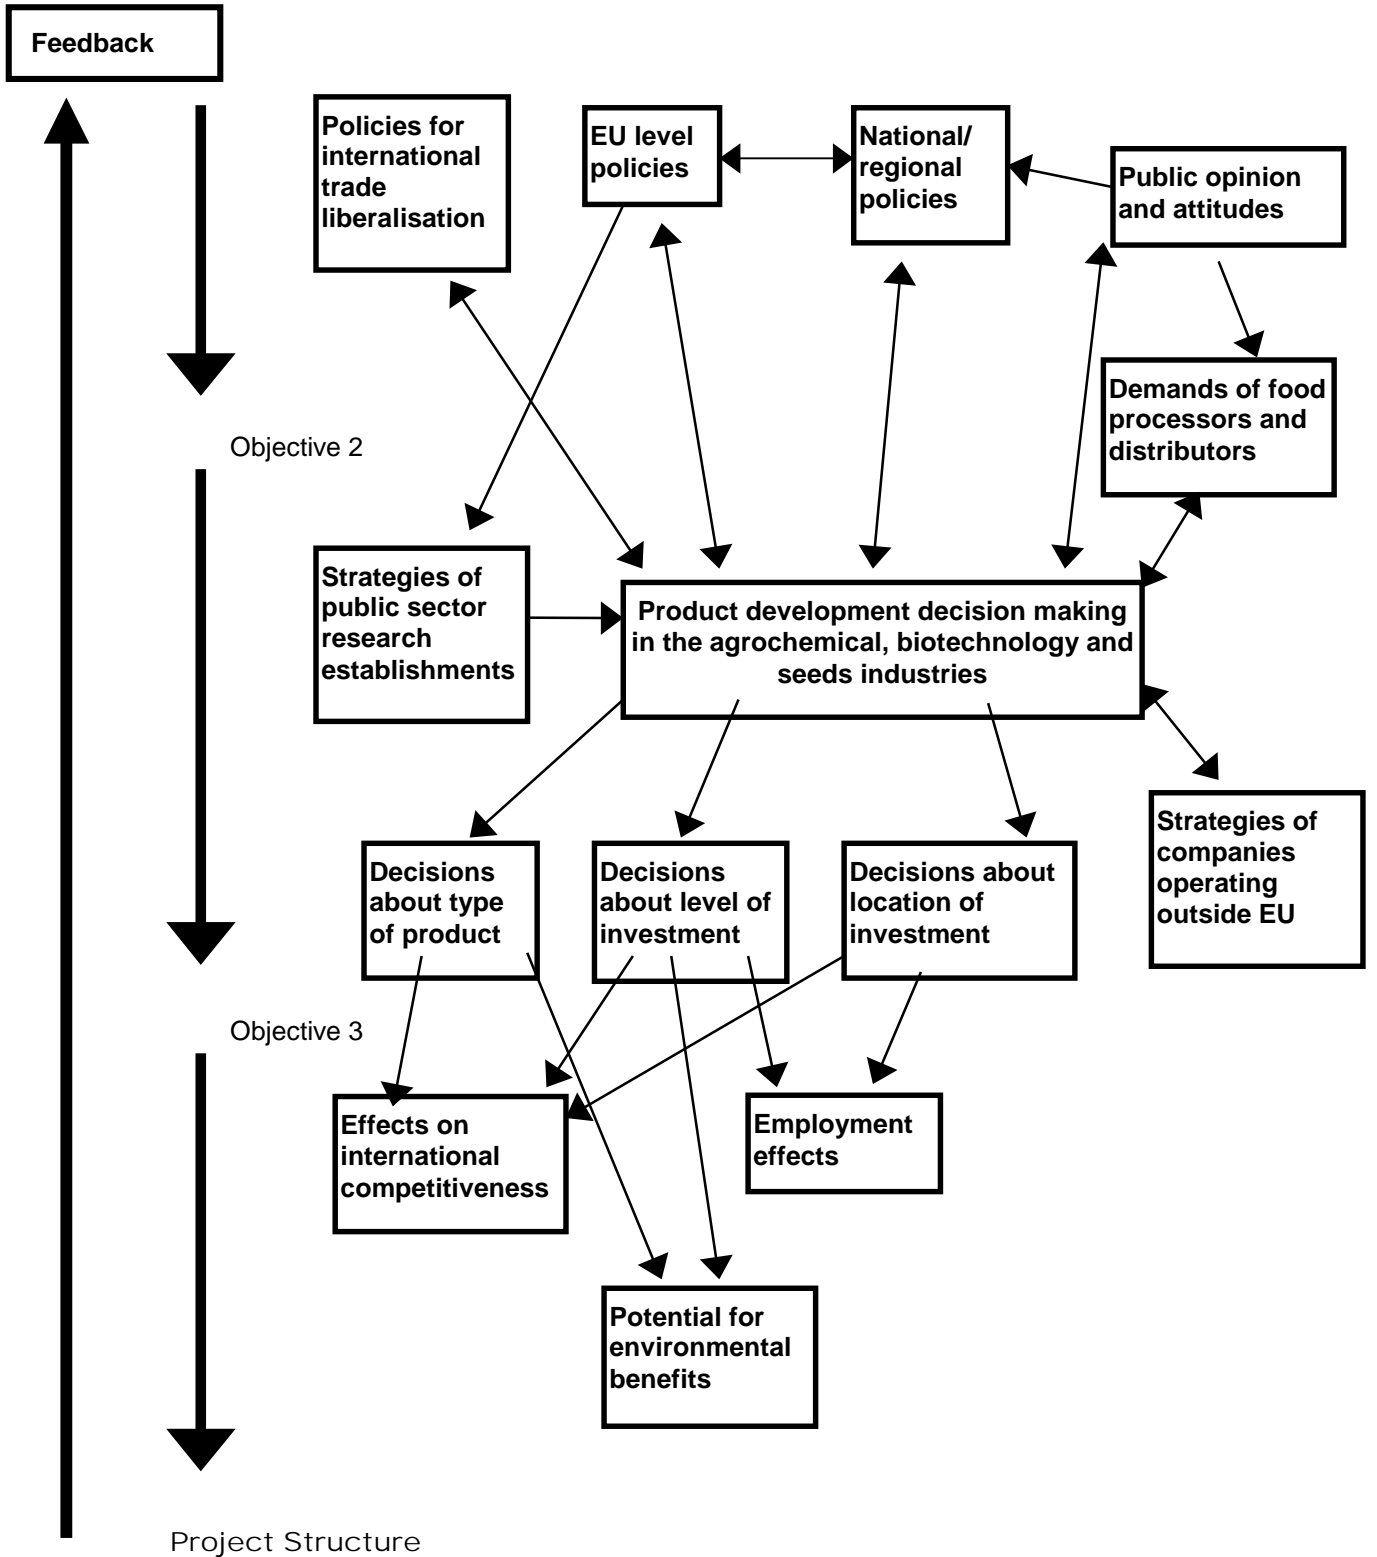 Feedback
Policies for
international
trade
liberalisation
EU level
policies
National/
regional
policies
Public opinion
and attitudes
Demands of food
processors and
distributors
Objective 2
Strategies of
public sector
research
establishments
Product development decision making
in the agrochemical, biotechnology and
seeds industries
Strategies of
companies
operating
outside EU
Decisions
about type
of product
Decisions
about level of
investment
Decisions about
location of
investment
Objective 3
Effects on
international
competitiveness
Employment
effects
Potential for
environmental
benefits
Project Structure